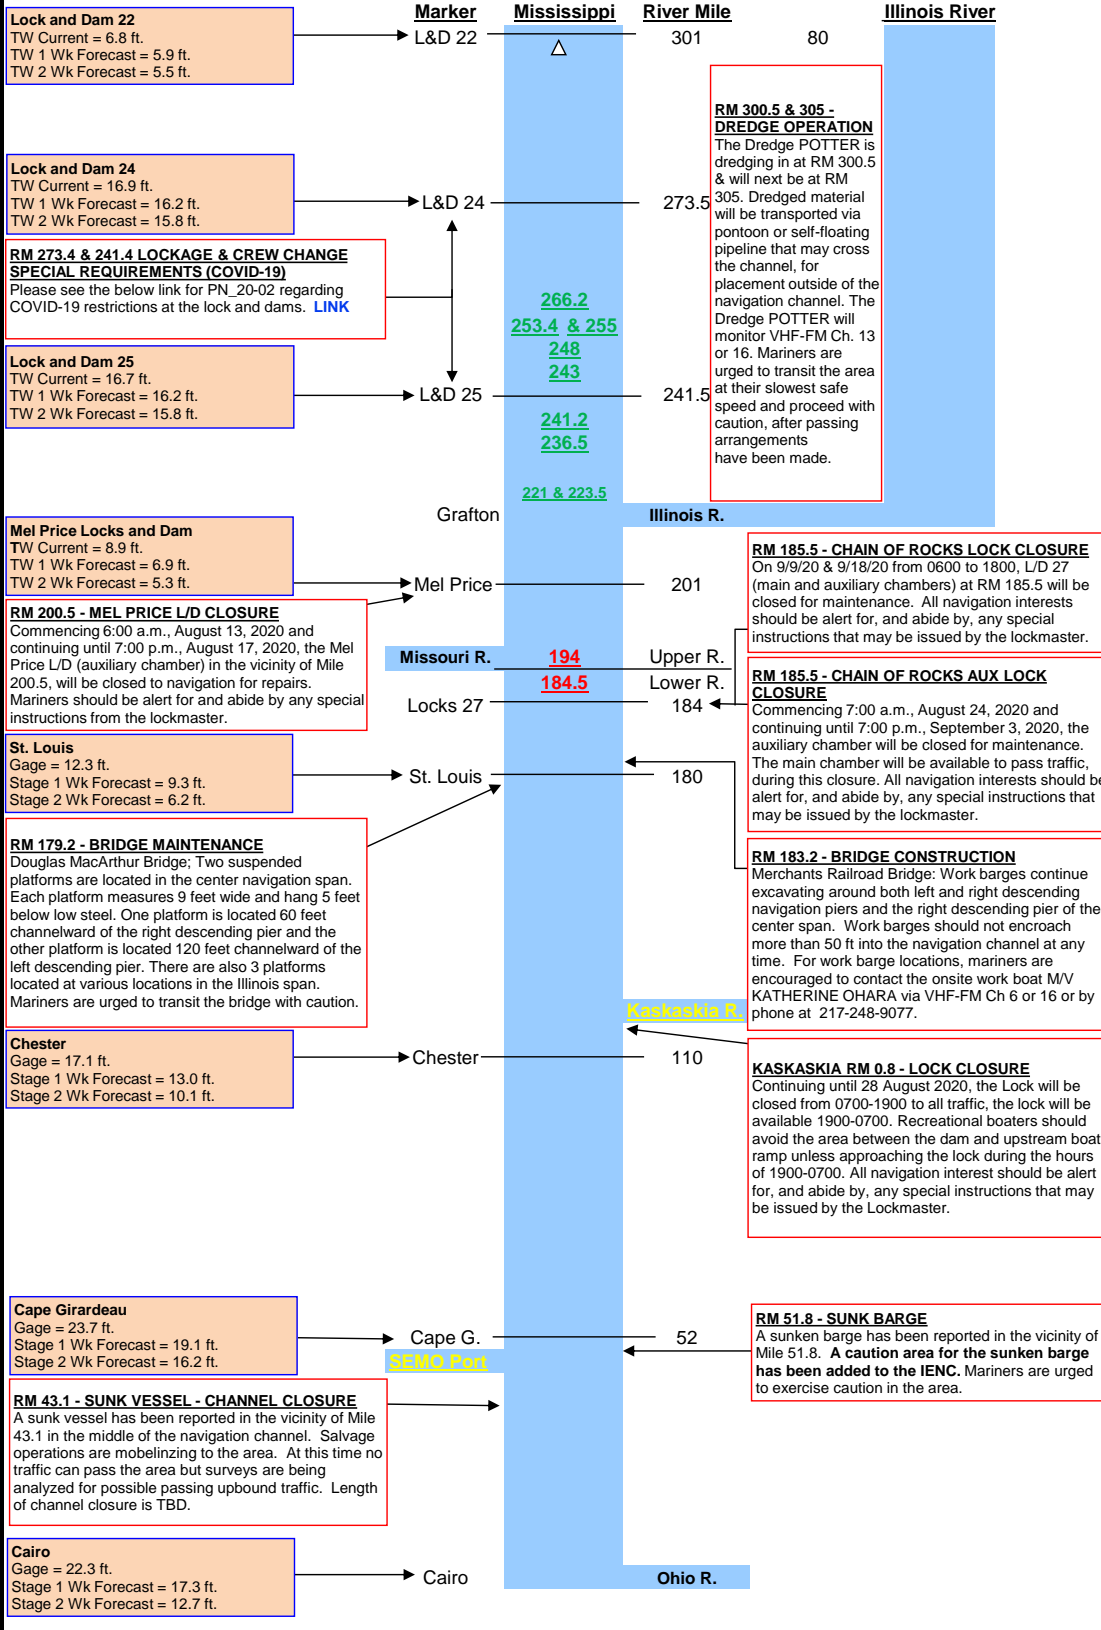 Marker Mississippi River Mile Illinois River
Lock and Dam 22
TW Current = 6.8 ft.
TW 1 Wk Forecast = 5.9 ft.
TW 2 Wk Forecast = 5.5 ft.
L&D 22 301 80
RM 300.5 & 305 -
DREDGE OPERATION
The Dredge POTTER is
dredging in at RM 300.5
& will next be at RM
305. Dredged material
will be transported via
pontoon or self-floating
pipeline that may cross
the channel, for
placement outside of the
navigation channel. The
Dredge POTTER will
monitor VHF-FM Ch. 13
or 16. Mariners are
urged to transit the area
at their slowest safe
speed and proceed with
caution, after passing
arrangements
have been made.
Lock and Dam 24
TW Current = 16.9 ft.
TW 1 Wk Forecast = 16.2 ft.
TW 2 Wk Forecast = 15.8 ft.
L&D 24 273.5
RM 273.4 & 241.4 LOCKAGE & CREW CHANGE
SPECIAL REQUIREMENTS (COVID-19)
Please see the below link for PN_20-02 regarding
COVID-19 restrictions at the lock and dams. LINK
266.2
253.4 & 255
248
243
Lock and Dam 25
TW Current = 16.7 ft.
TW 1 Wk Forecast = 16.2 ft.
TW 2 Wk Forecast = 15.8 ft.
L&D 25 241.5
241.2
236.5
221 & 223.5
Grafton Illinois R.
Mel Price Locks and Dam
TW Current = 8.9 ft.
TW 1 Wk Forecast = 6.9 ft.
TW 2 Wk Forecast = 5.3 ft.
Mel Price 201
RM 185.5 - CHAIN OF ROCKS LOCK CLOSURE
On 9/9/20 & 9/18/20 from 0600 to 1800, L/D 27
(main and auxiliary chambers) at RM 185.5 will be
closed for maintenance. All navigation interests
should be alert for, and abide by, any special
instructions that may be issued by the lockmaster.
RM 200.5 - MEL PRICE L/D CLOSURE
Commencing 6:00 a.m., August 13, 2020 and
continuing until 7:00 p.m., August 17, 2020, the Mel
Price L/D (auxiliary chamber) in the vicinity of Mile
200.5, will be closed to navigation for repairs.
Mariners should be alert for and abide by any special
instructions from the lockmaster.
Missouri R. 194 Upper R.
184.5 Lower R.
Locks 27 184
RM 185.5 - CHAIN OF ROCKS AUX LOCK
CLOSURE
Commencing 7:00 a.m., August 24, 2020 and
continuing until 7:00 p.m., September 3, 2020, the
auxiliary chamber will be closed for maintenance.
The main chamber will be available to pass traffic,
during this closure. All navigation interests should be
alert for, and abide by, any special instructions that
may be issued by the lockmaster.
St. Louis
Gage = 12.3 ft.
Stage 1 Wk Forecast = 9.3 ft.
Stage 2 Wk Forecast = 6.2 ft.
St. Louis 180
RM 179.2 - BRIDGE MAINTENANCE
Douglas MacArthur Bridge; Two suspended
platforms are located in the center navigation span.
Each platform measures 9 feet wide and hang 5 feet
below low steel. One platform is located 60 feet
channelward of the right descending pier and the
other platform is located 120 feet channelward of the
left descending pier. There are also 3 platforms
located at various locations in the Illinois span.
Mariners are urged to transit the bridge with caution.
RM 183.2 - BRIDGE CONSTRUCTION
Merchants Railroad Bridge: Work barges continue
excavating around both left and right descending
navigation piers and the right descending pier of the
center span. Work barges should not encroach
more than 50 ft into the navigation channel at any
time. For work barge locations, mariners are
encouraged to contact the onsite work boat M/V
KATHERINE OHARA via VHF-FM Ch 6 or 16 or by
phone at 217-248-9077.
Kaskaskia R.
Chester
Gage = 17.1 ft.
Stage 1 Wk Forecast = 13.0 ft.
Stage 2 Wk Forecast = 10.1 ft.
Chester 110
KASKASKIA RM 0.8 - LOCK CLOSURE
Continuing until 28 August 2020, the Lock will be
closed from 0700-1900 to all traffic, the lock will be
available 1900-0700. Recreational boaters should
avoid the area between the dam and upstream boat
ramp unless approaching the lock during the hours
of 1900-0700. All navigation interest should be alert
for, and abide by, any special instructions that may
be issued by the Lockmaster.
Cape Girardeau
Gage = 23.7 ft.
Stage 1 Wk Forecast = 19.1 ft.
Stage 2 Wk Forecast = 16.2 ft.
Cape G. 52
SEMO Port
RM 51.8 - SUNK BARGE
A sunken barge has been reported in the vicinity of
Mile 51.8. A caution area for the sunken barge
has been added to the IENC. Mariners are urged
to exercise caution in the area.
RM 43.1 - SUNK VESSEL - CHANNEL CLOSURE
A sunk vessel has been reported in the vicinity of Mile
43.1 in the middle of the navigation channel. Salvage
operations are mobelinzing to the area. At this time no
traffic can pass the area but surveys are being
analyzed for possible passing upbound traffic. Length
of channel closure is TBD.
Cairo
Gage = 22.3 ft.
Stage 1 Wk Forecast = 17.3 ft.
Stage 2 Wk Forecast = 12.7 ft.
Cairo Ohio R.